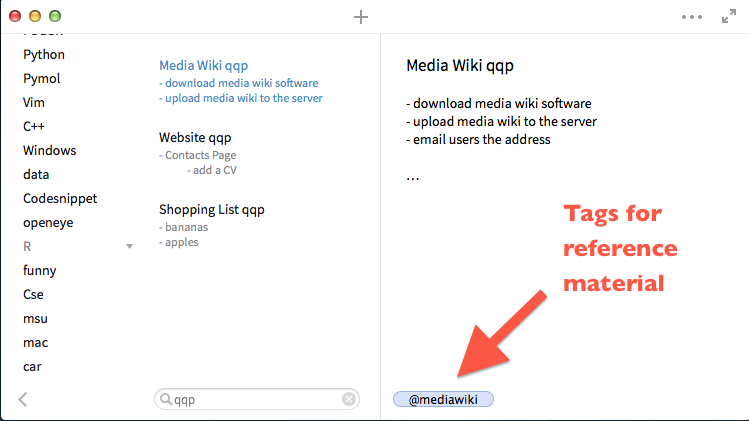 Python
Pymol
Vim
C++
Windows
data
Codesnippet
openeye
R
funny
Cse
msu
mac
car
Media Wiki qqp
- download media wiki software
- upload media wiki to the server
Website qqp
- Contacts Page
- add a CV
Shopping List qqp
- bananas
- apples
qqp
Media Wiki qqp
- download media wiki software
- upload media wiki to the server
- email users the address
...
Tags for
reference
material
@mediawiki